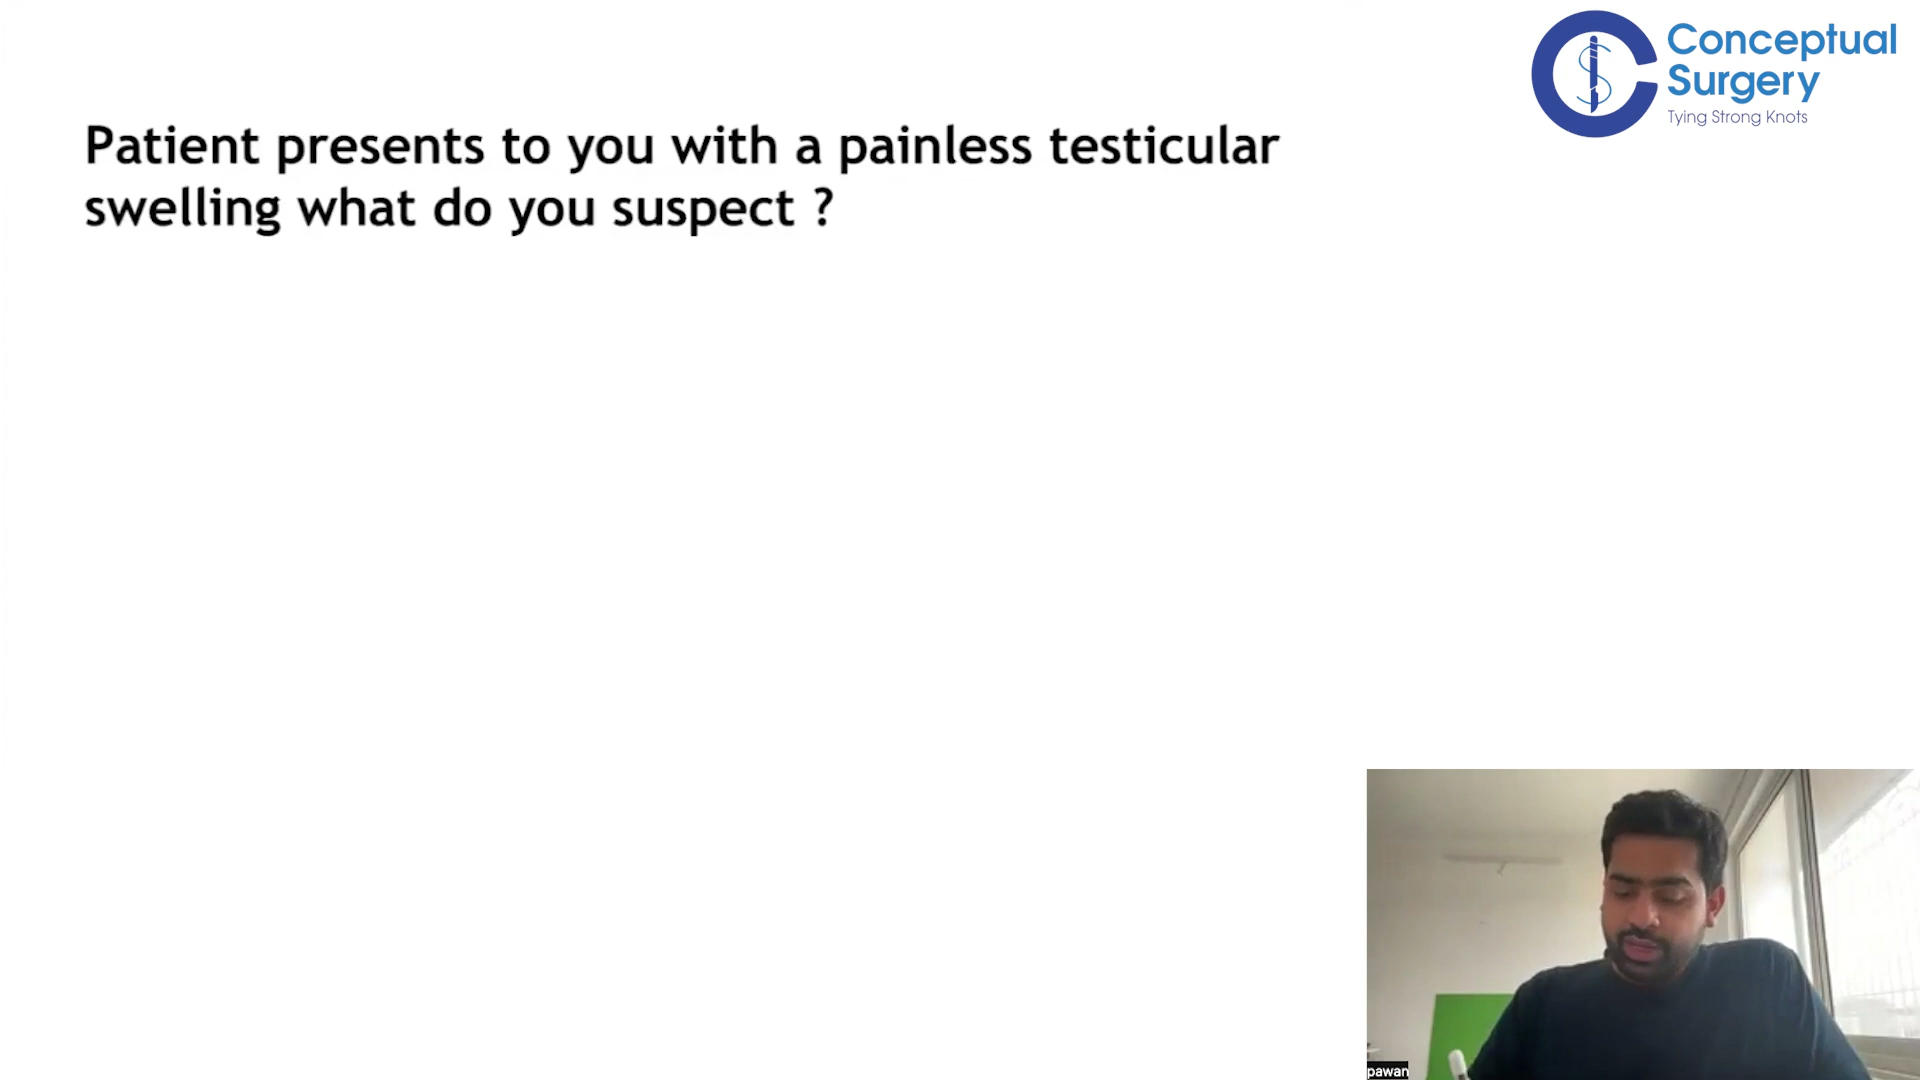 Conceptual
Surgery
Tying Strong Knots
Patient presents to you with a painless testicular
swelling what do you suspect ?
pawan